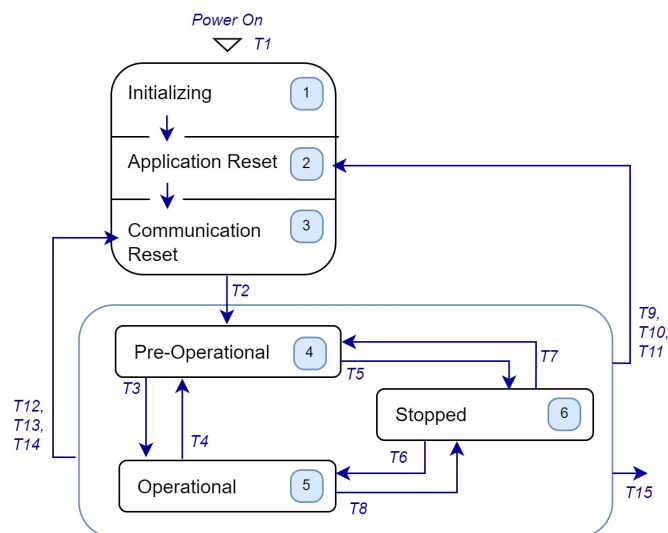 Power On
T1
Initializing
1
Application Reset
2
Communication
Reset
3
T2
T9,
T10,
T11
Pre-Operational
4
T7
T5
T3
T12,
T13,
T14
Stopped
6
T4
T6
Operational
5
T8
T15